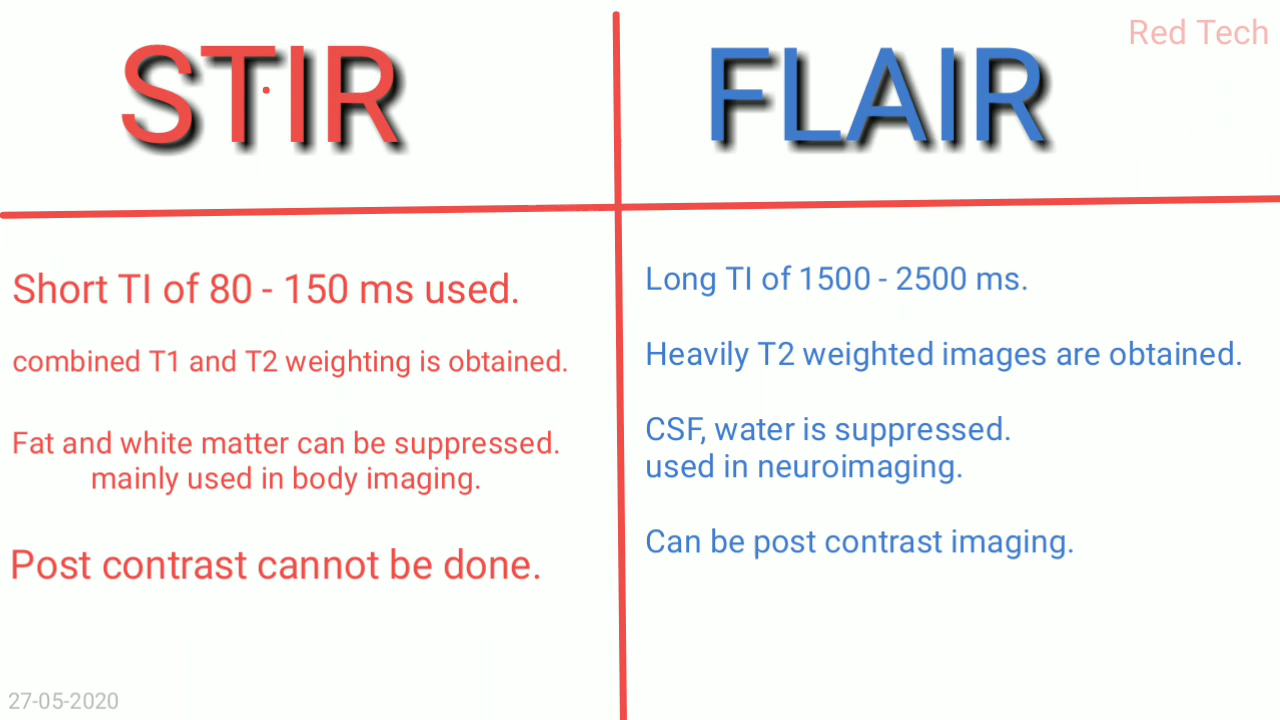 STIR
FLAIR
Red Tech
Short TI of 80 - 150 ms used.
combined T1 and T2 weighting is obtained.
Fat and white matter can be suppressed.
mainly used in body imaging.
Post contrast cannot be done.
Long TI of 1500 - 2500 ms.
Heavily T2 weighted images are obtained.
CSF, water is suppressed.
used in neuroimaging.
Can be post contrast imaging.
27-05-2020